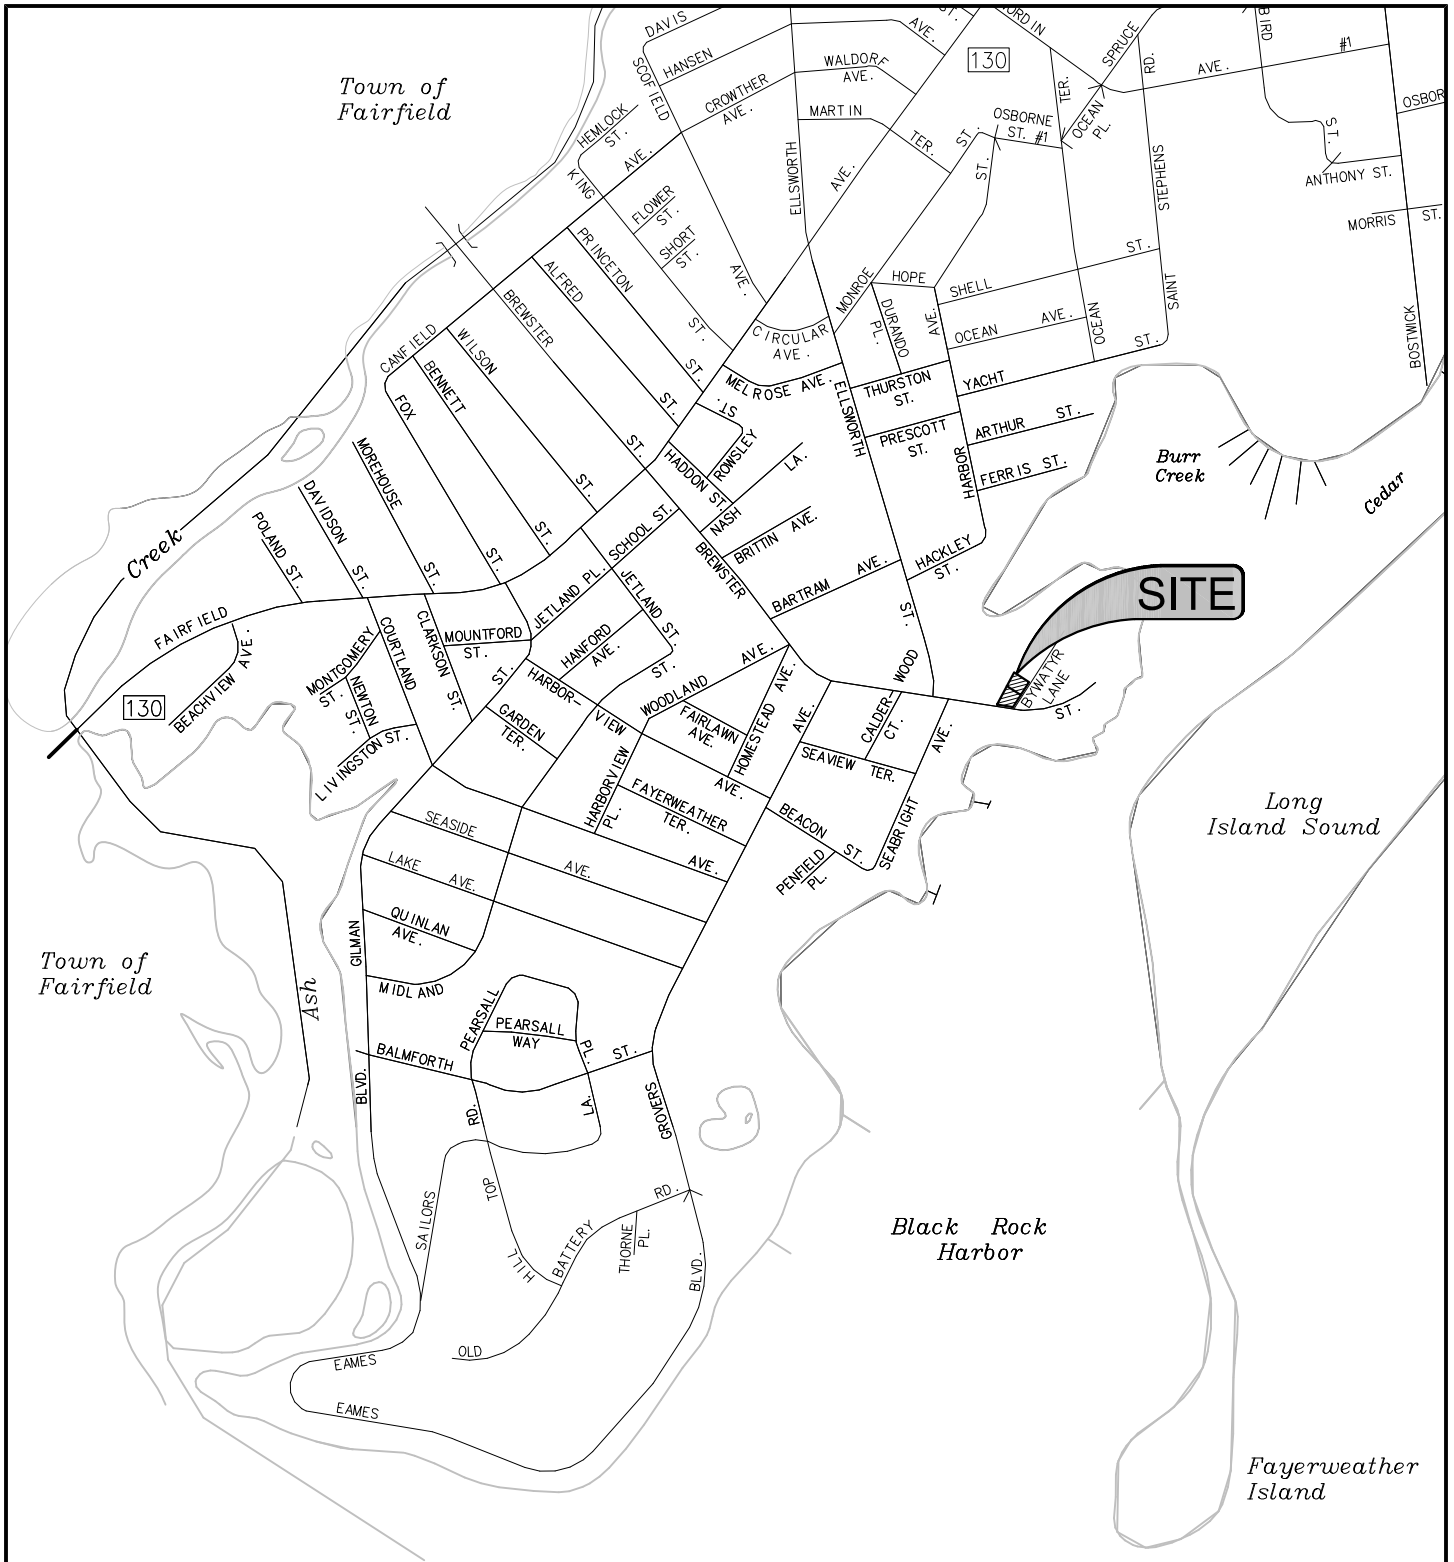 DAVIS
ST.
AVE.
ORD IN
SPRUCE
RD.
BIRD
#1
HANSEN
SCOFIELD
WALDORF
AVE.
130
AVE.
Town of
Fairfield
CROWTHER
AVE.
MARTIN
TER.
OCEAN
PL.
OSBOR
HEMLOCK
ST.
OSBORNE
ST. #1
ST.
TER.
ST.
AVE.
KING
ELLSWORTH
AVE.
ST.
STEPHENS
ANTHONY ST.
FLOWER
ST.
MORRIS ST.
SHORT
ST.
PRINCETON
ALFRED
BREWSTER
AVE.
ST.
MONROE
HOPE
SHELL
ST.
SAINT
DURANDO
PL.
AVE.
OCEAN AVE.
OCEAN
ST.
BOSTWICK
CANFIELD
WILSON
BENNETT
FOX
ST.
CIRCULAR
AVE.
MELROSE AVE.
ELLSWORTH
THURSTON
ST.
YACHT
ST.
ST.
ST.
ROWSLEY
PRESCOTT
ST.
ARTHUR ST.
HADDON ST.
NASH LA.
HARBOR
FERRIS ST.
Burr
Creek
Cedar
MOREHOUSE
ST.
DAVIDSON
ST.
POLAND
ST.
Creek
ST.
ST.
ST.
SCHOOL ST.
BRITTIN AVE.
BREWSTER
BARTRAM AVE.
HACKLEY
ST.
SITE
FAIRFIELD
BEACHVIEW AVE.
130
MONTGOMERY
ST.
NEWTON
ST.
COURTLAND
CLARKSON
ST.
MOUNTFORD
ST.
JETLAND PL.
JETLAND ST.
HANFORD
AVE.
ST.
ST.
LIVINGSTON ST.
GARDEN
TER.
HARBOR-
VIEW
AVE.
WOODLAND
AVE.
FAIRLAWN
AVE.
HOMESTEAD AVE.
AVE.
ST.
CALDER-WOOD
CT.
SEAVIEW TER.
AVE.
SEABRIGHT
BYWATYR
LANE
ST.
HARBORVIEW
PL.
FAYERWEATHER
TER.
BEACON
ST.
PENFIELD
PL.
Long
Island Sound
SEASIDE
AVE.
AVE.
LAKE
AVE.
QUINLAN
AVE.
GILMAN
MIDLAND
Town of
Fairfield
Ash
PEARSALL
PEARSALL
WAY
PL.
BALMFORTH
ST.
BLVD.
RD.
LA.
GROVERS
SAILORS
TOP
HILL
BATTERY
RD.
THORNE
PL.
BLVD.
Black Rock
Harbor
OLD
EAMES
EAMES
Fayerweather
Island